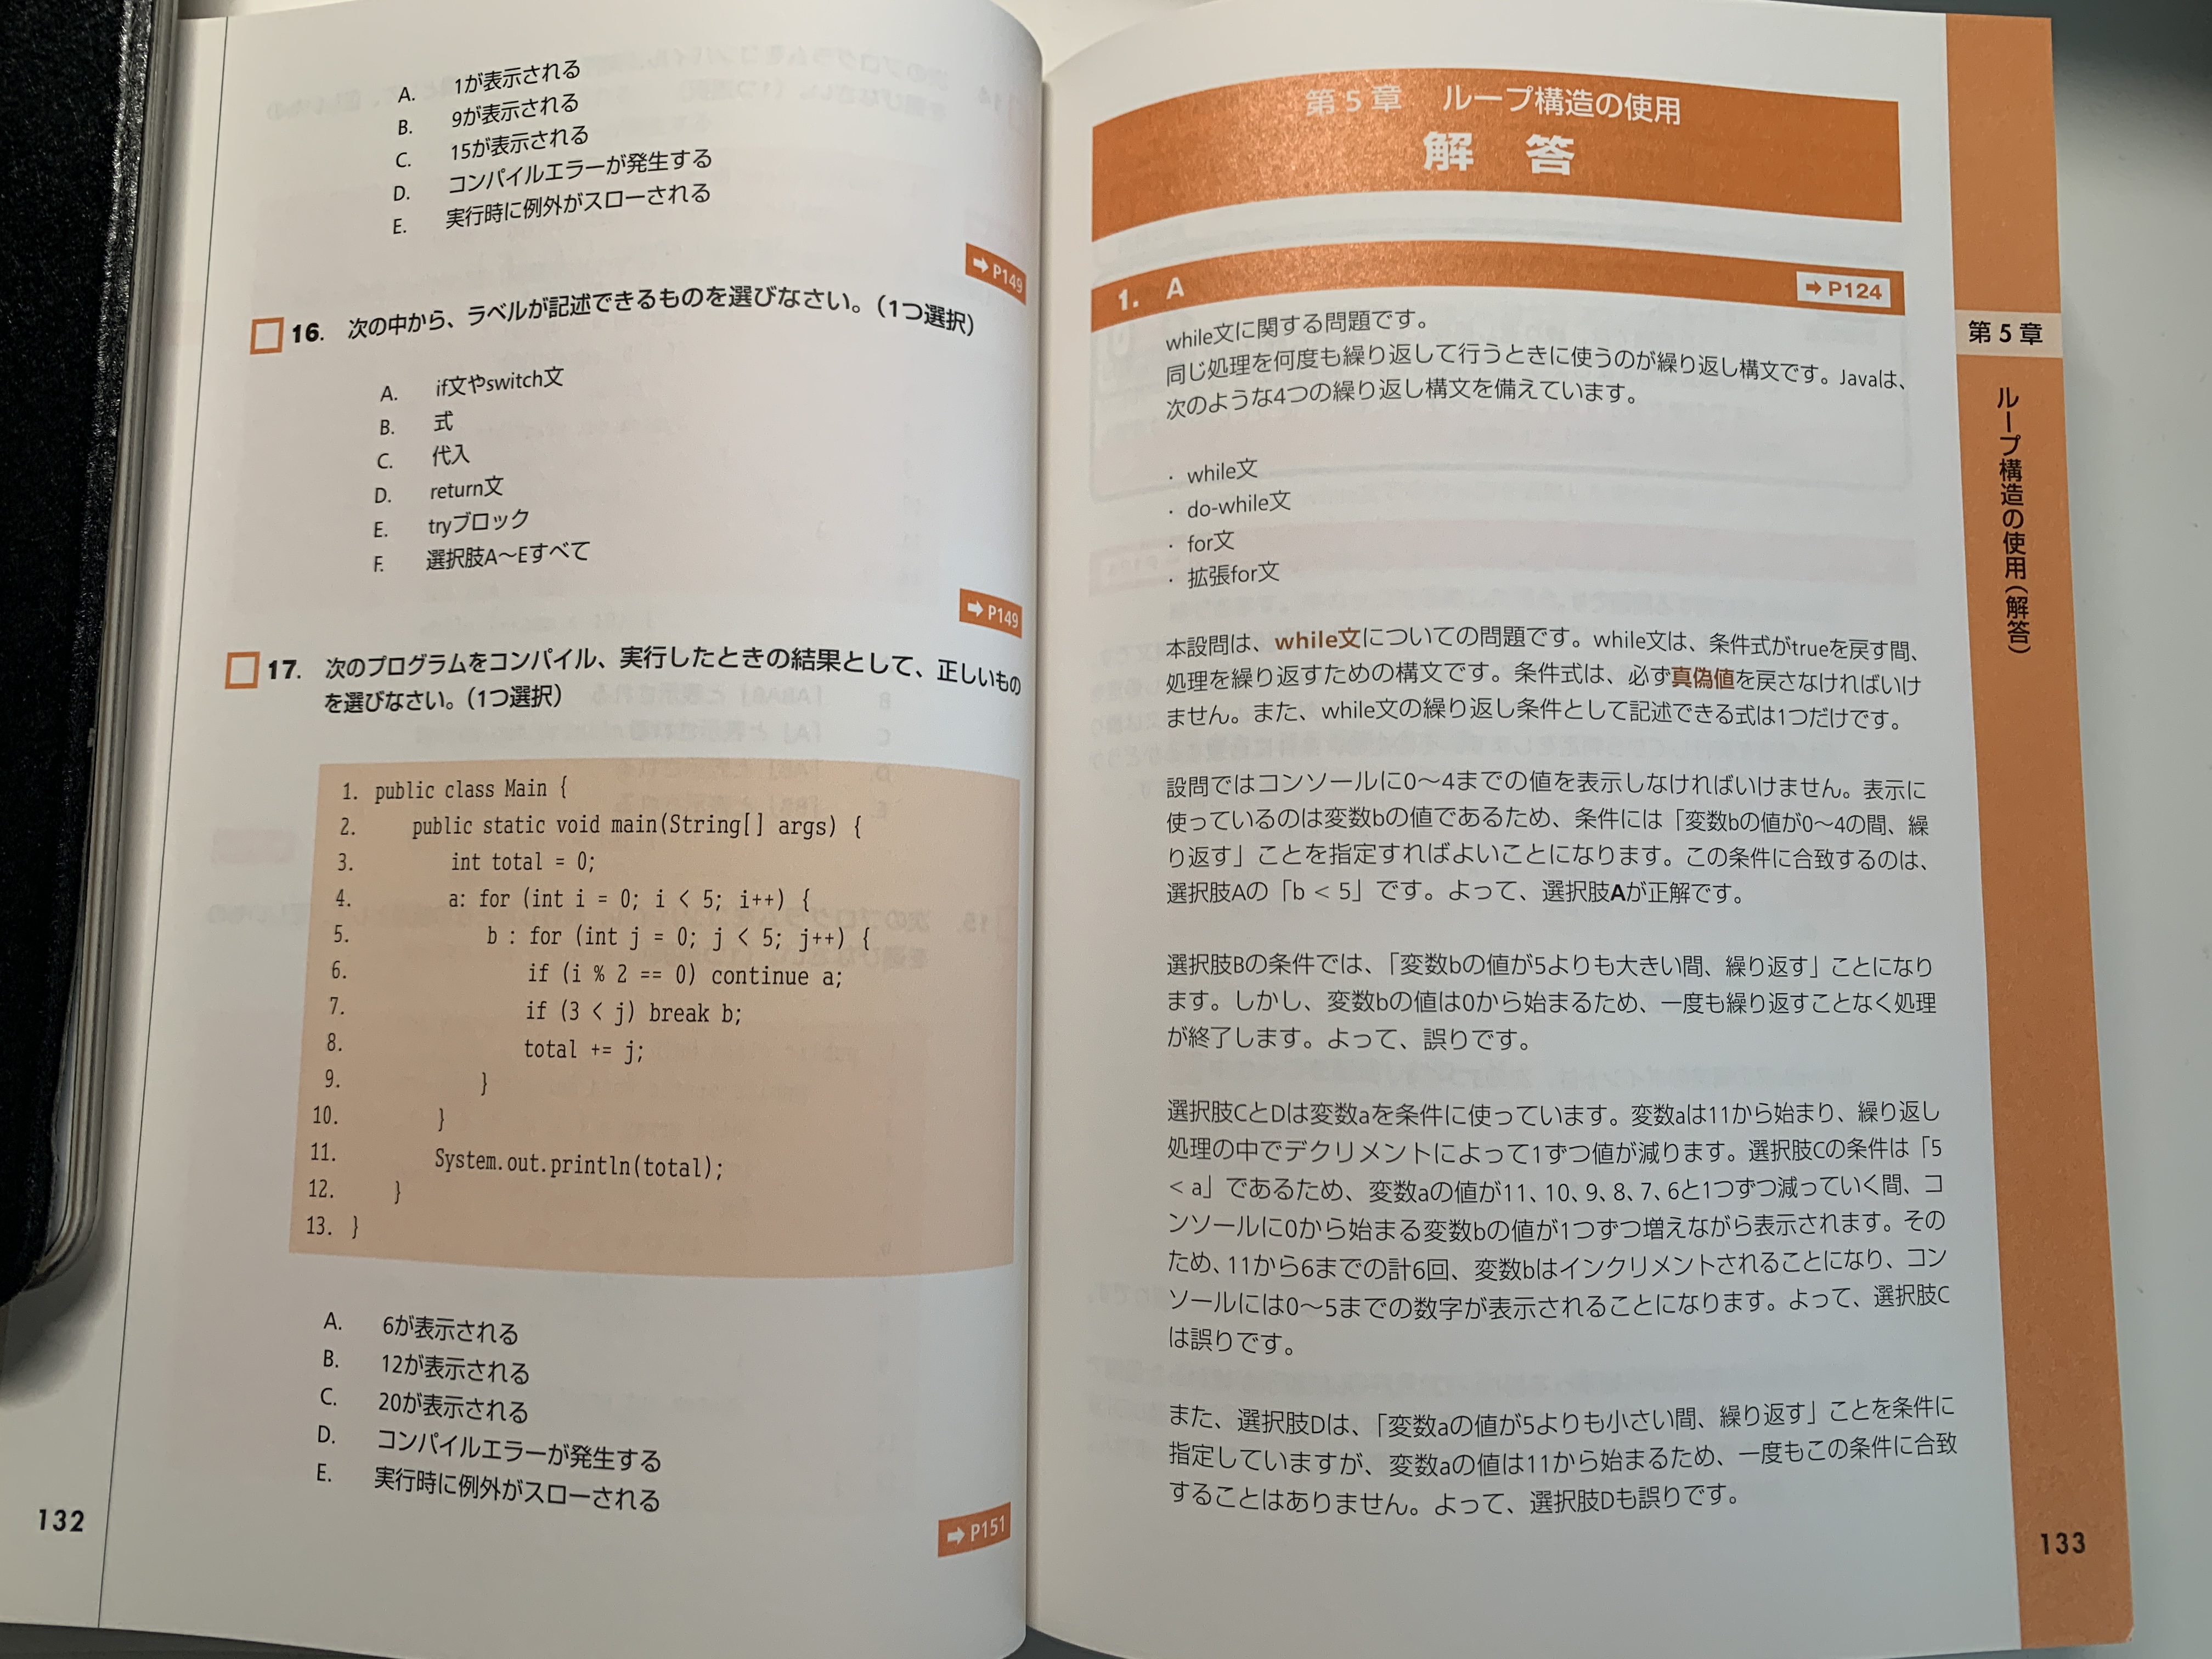 A. 1が表示される
B. 9が表示される
C. 15が表示される
D. コンパイルエラーが発生する
E. 実行時に例外がスローされる
➡ P149
16. 次の中から、ラベルが記述できるものを選びなさい。（1つ選択）
A. if文やswitch文
B. 式
C. 代入
D. return文
E. tryブロック
F. 選択肢A〜Eすべて
➡ P149
17. 次のプログラムをコンパイル、実行したときの結果として、正しいもの
を選びなさい。（1つ選択）
1. public class Main {
2. public static void main(String[] args) {
3. int total = 0;
4. a: for (int i = 0; i < 5; i++) {
5. b : for (int j = 0; j < 5; j++) {
6. if (i % 2 == 0) continue a;
7. if (3 < j) break b;
8. total += j;
9. }
10. }
11. System.out.println(total);
12. }
13. }
A. 6が表示される
B. 12が表示される
C. 20が表示される
D. コンパイルエラーが発生する
E. 実行時に例外がスローされる
➡ P151
132
第5章 ループ構造の使用
解 答
1. A
➡ P124
while文に関する問題です。
同じ処理を何度も繰り返して行うときに使うのが繰り返し構文です。Javaは、
次のような4つの繰り返し構文を備えています。
・ while文
・ do-while文
・ for文
・ 拡張for文
本設問は、while文についての問題です。while文は、条件式がtrueを戻す間、
処理を繰り返すための構文です。条件式は、必ず真偽値を戻さなければいけ
ません。また、while文の繰り返し条件として記述できる式は1つだけです。
設問ではコンソールに0〜4までの値を表示しなければいけません。表示に
使っているのは変数bの値であるため、条件には「変数bの値が0〜4の間、繰
り返す」ことを指定すればよいことになります。この条件に合致するのは、
選択肢Aの「b < 5」です。よって、選択肢Aが正解です。
選択肢Bの条件では、「変数bの値が5よりも大きい間、繰り返す」ことになり
ます。しかし、変数bの値は0から始まるため、一度も繰り返すことなく処理
が終了します。よって、誤りです。
選択肢CとDは変数aを条件に使っています。変数aは11から始まり、繰り返し
処理の中でデクリメントによって1ずつ値が減ります。選択肢Cの条件は「5
< a」であるため、変数aの値が11、10、9、8、7、6と1つずつ減っていく間、コ
ンソールに0から始まる変数bの値が1つずつ増えながら表示されます。その
ため、11から6までの計6回、変数bはインクリメントされることになり、コン
ソールには0〜5までの数字が表示されることになります。よって、選択肢C
は誤りです。
また、選択肢Dは、「変数aの値が5よりも小さい間、繰り返す」ことを条件に
指定していますが、変数aの値は11から始まるため、一度もこの条件に合致
することはありません。よって、選択肢Dも誤りです。
第5章
ループ構造の使用（解答）
133